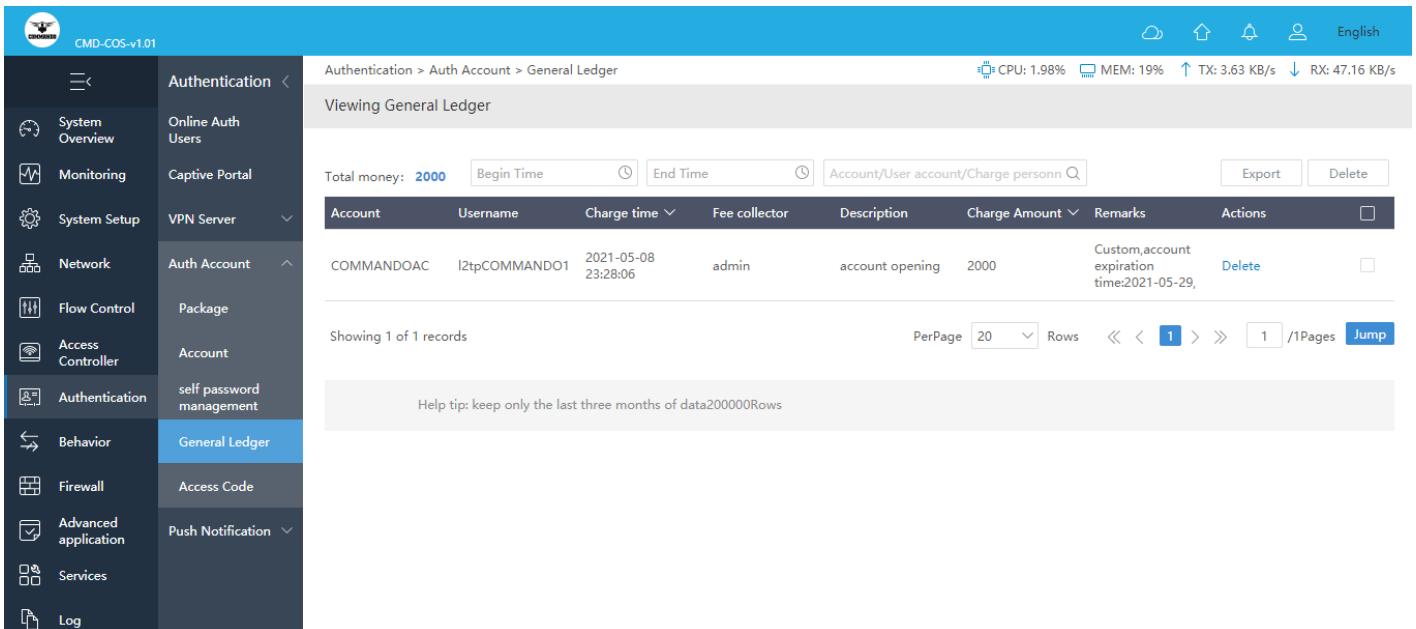 COMMANDO
CMD-COS-v1.01
English
Authentication
Authentication > Auth Account > General Ledger
CPU: 1.98%
MEM: 19%
TX: 3.63 KB/s
RX: 47.16 KB/s
Viewing General Ledger
System
Overview
Monitoring
System Setup
Network
Flow Control
Access
Controller
Authentication
Behavior
Firewall
Advanced
application
Services
Log
Online Auth
Users
Captive Portal
VPN Server
Auth Account
Package
Account
self password
management
General Ledger
Access Code
Push Notification
Total money: 2000
Begin Time
End Time
Account/User account/Charge personn
Export
Delete
Account Username Charge time Fee collector Description Charge Amount Remarks Actions
COMMANDOAC
l2tpCOMMANDO1
2021-05-08
23:28:06
admin
account opening
2000
Custom,account
expiration
time:2021-05-29,
Delete
Showing 1 of 1 records
PerPage 20 Rows
1
1 /1Pages Jump
Help tip: keep only the last three months of data200000Rows